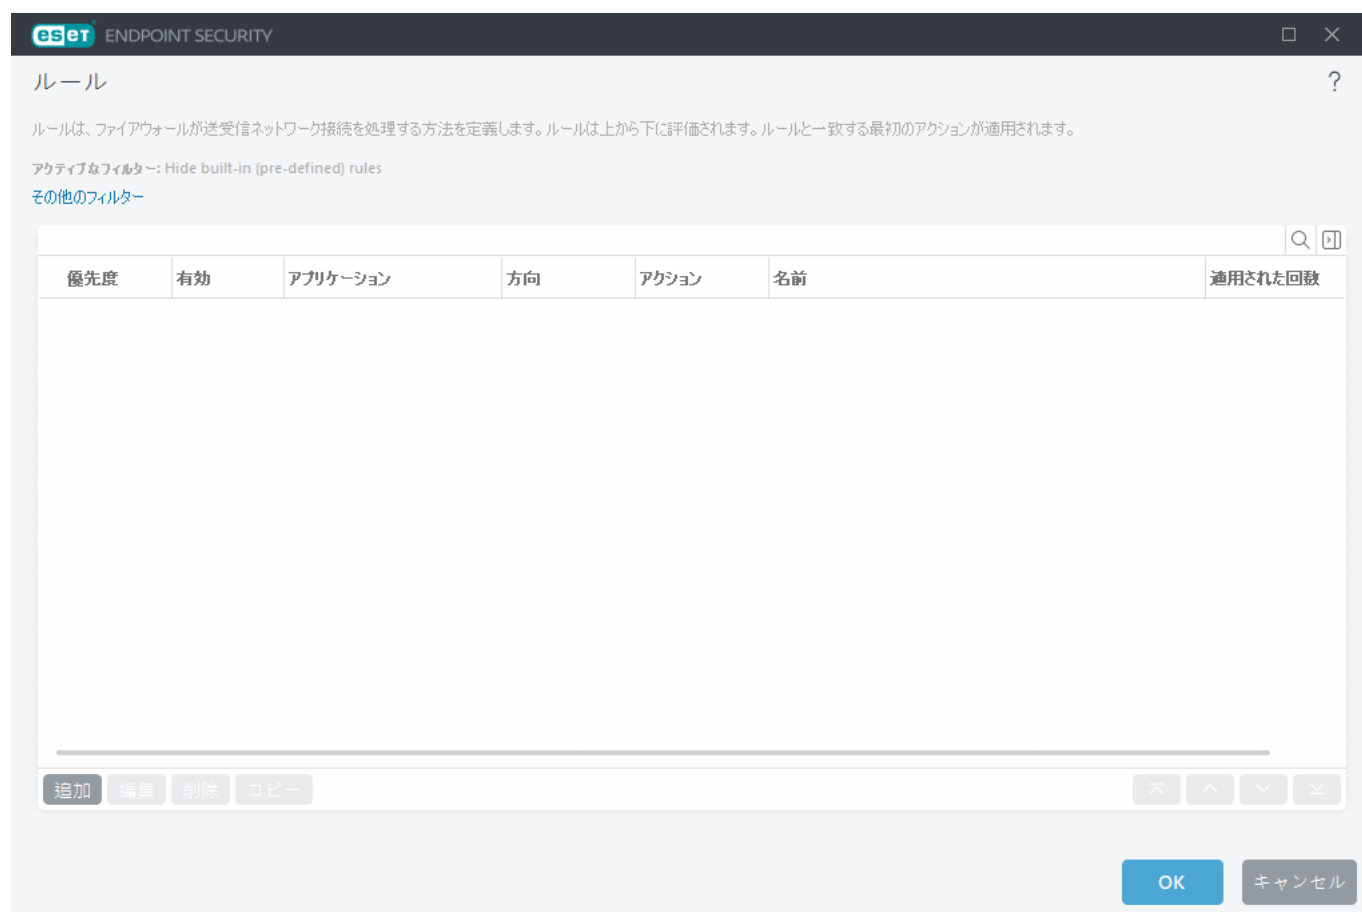 eset ENDPOINT SECURITY
ルール
?
ルールは、ファイアウォールが送受信ネットワーク接続を処理する方法を定義します。ルールは上から下に評価されます。ルールと一致する最初のアクションが適用されます。
アクティブなフィルター: Hide built-in (pre-defined) rules
その他のフィルター
優先度 有効 アプリケーション 方向 アクション 名前 適用された回数
追加 編集 削除 コピー
OK キャンセル